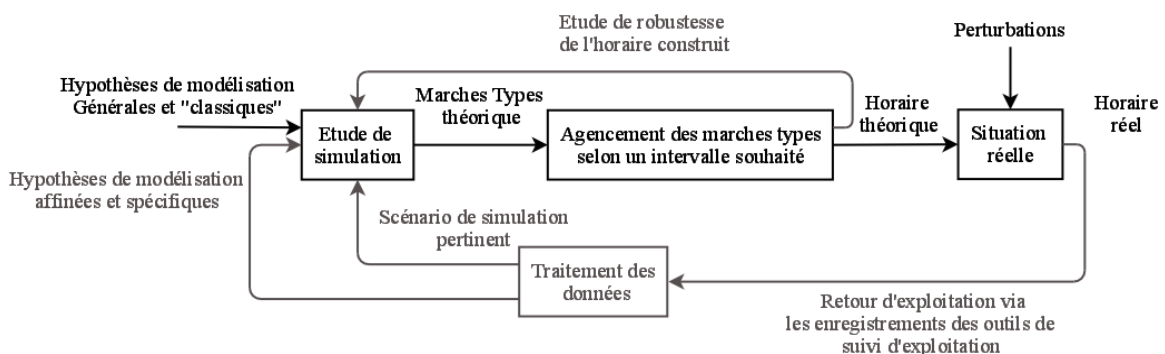 Etude de robustesse
de l'horaire construit
Perturbations
Hypothèses de modélisation
Générales et "classiques"
Marches Types
théorique
Horaire
théorique
Horaire
réel
Etude de
simulation
Agencement des marches types
selon un intervalle souhaité
Situation
réelle
Hypothèses de modélisation
affinées et spécifiques
Scénario de simulation
pertinent
Traitement des
données
Retour d'exploitation via
les enregistrements des outils de
suivi d'exploitation